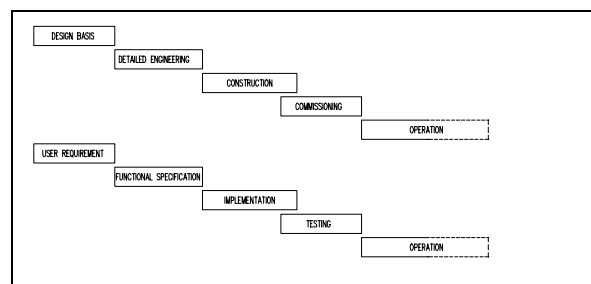 DESIGN BASIS
DETAILED ENGINEERING
CONSTRUCTION
COMMISSIONING
OPERATION
USER REQUIREMENT
FUNCTIONAL SPECIFICATION
IMPLEMENTATION
TESTING
OPERATION